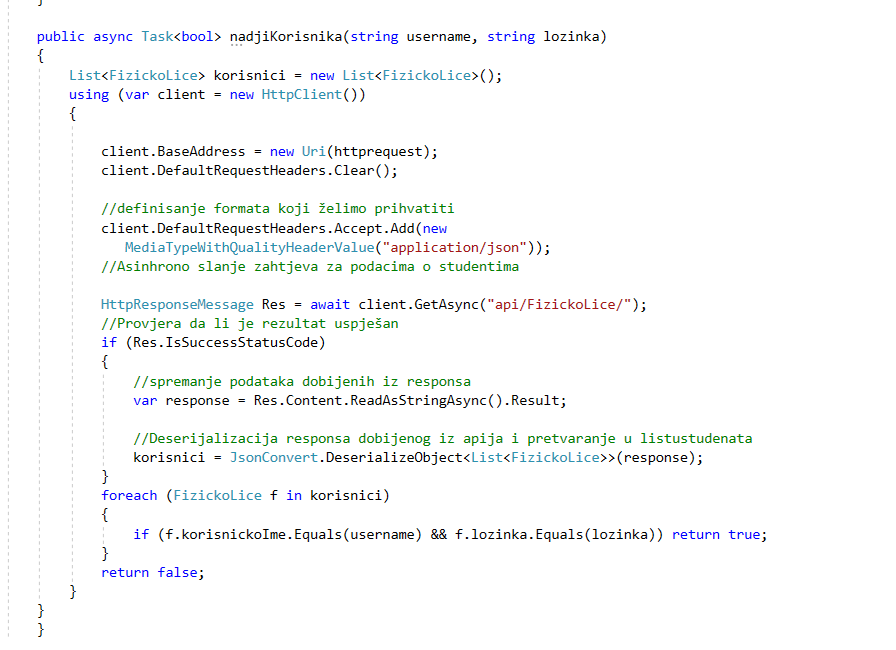 }
public async Task<bool> nadjiKorisnika(string username, string lozinka)
{
List<FizickoLice> korisnici = new List<FizickoLice>();
using (var client = new HttpClient())
{
client.BaseAddress = new Uri(httprequest);
client.DefaultRequestHeaders.Clear();
//definisanje formata koji želimo prihvatiti
client.DefaultRequestHeaders.Accept.Add(new
MediaTypeWithQualityHeaderValue("application/json"));
//Asinhrono slanje zahtjeva za podacima o studentima
HttpResponseMessage Res = await client.GetAsync("api/FizickoLice/");
//Provjera da li je rezultat uspješan
if (Res.IsSuccessStatusCode)
{
//spremanje podataka dobijenih iz responsa
var response = Res.Content.ReadAsStringAsync().Result;
//Deserijalizacija responsa dobijenog iz apija i pretvaranje u listustudenata
korisnici = JsonConvert.DeserializeObject<List<FizickoLice>>(response);
}
foreach (FizickoLice f in korisnici)
{
if (f.korisnickoIme.Equals(username) && f.lozinka.Equals(lozinka)) return true;
}
return false;
}
}
}